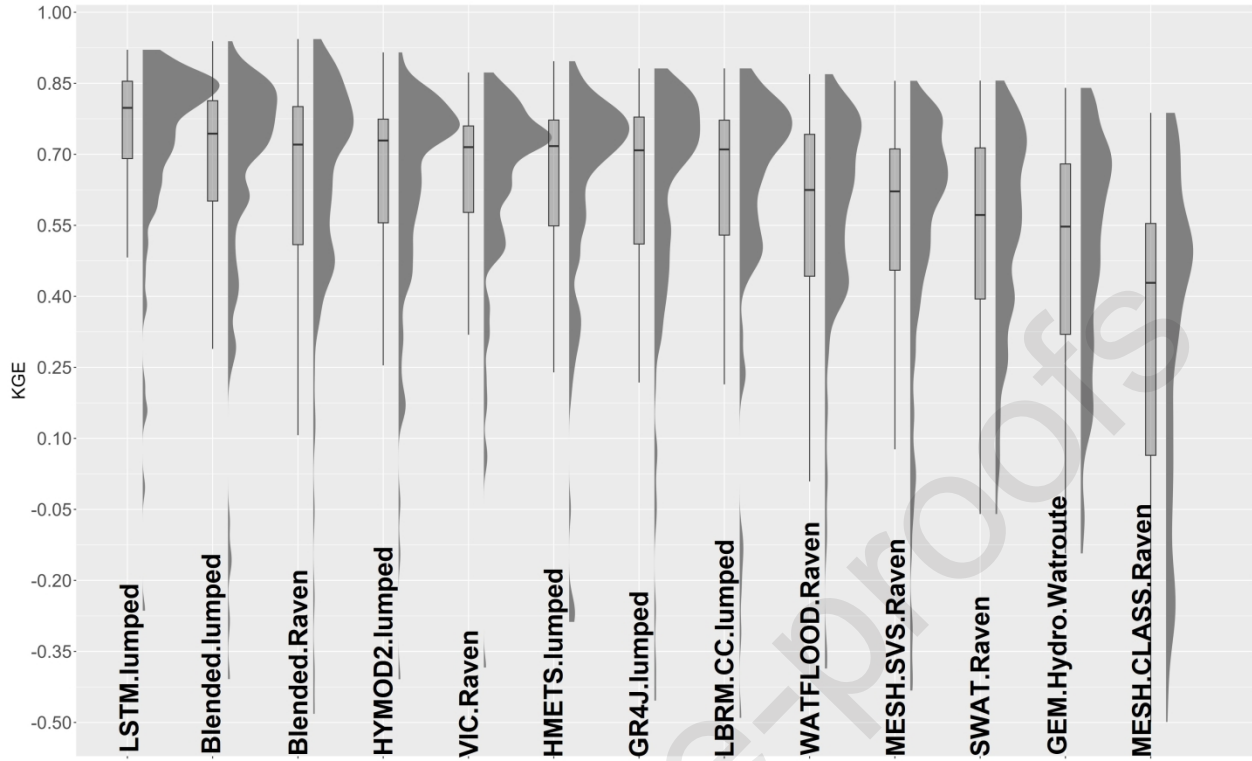 1.00
0.85
0.70
0.55
0.40
0.25
0.10
-0.05
-0.20
-0.35
-0.50
KGE
LSTM.lumped
Blended.lumped
Blended.Raven
HYMOD2.lumped
VIC.Raven
HMETS.lumped
GR4J.lumped
LBRM.CC.lumped
WATFLOOD.Raven
MESH.SVS.Raven
SWAT.Raven
GEM.Hydro.Watroute
MESH.CLASS.Raven
e-proofs